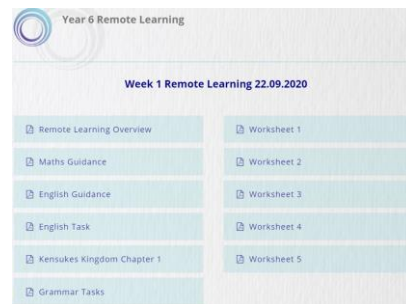 Year 6 Remote Learning
Week 1 Remote Learning 22.09.2020
Remote Learning Overview
Maths Guidance
English Guidance
English Task
Kensukes Kingdom Chapter 1
Grammar Tasks
Worksheet 1
Worksheet 2
Worksheet 3
Worksheet 4
Worksheet 5